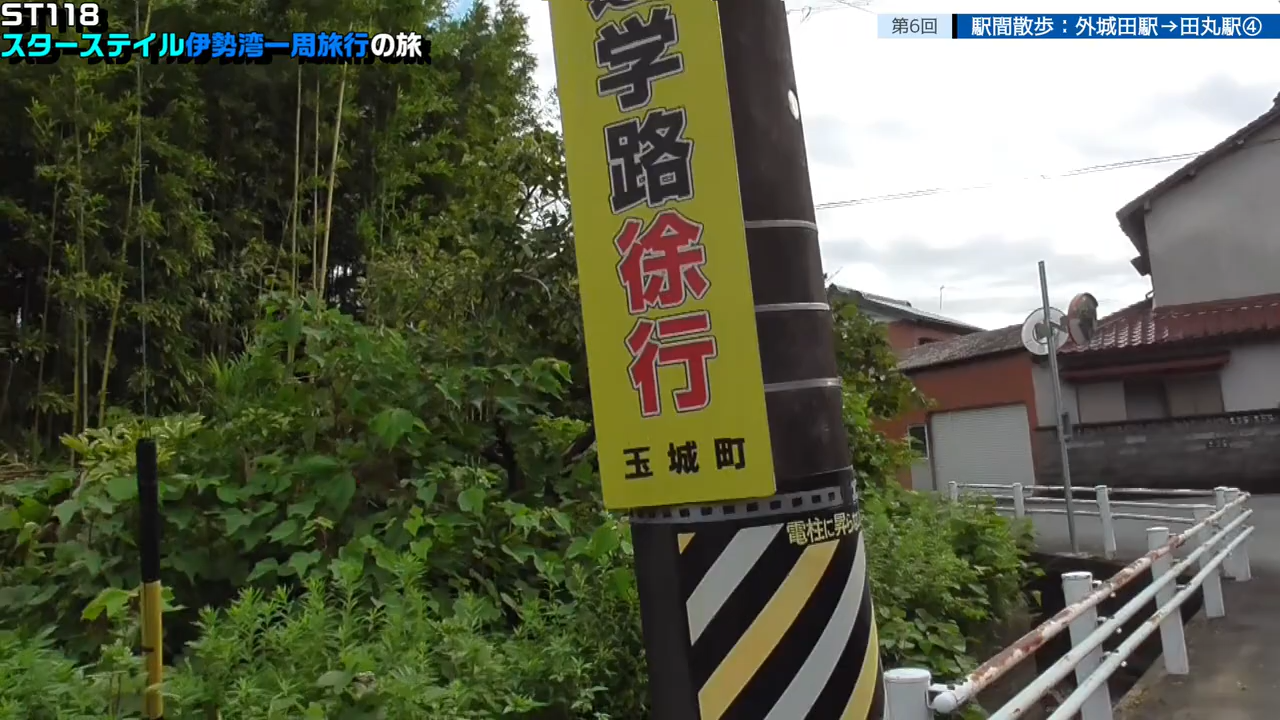 ST118
スターステイル伊勢湾一周旅行の旅
第6回
駅間散歩：外城田駅→田丸駅④
通学路徐行
玉城町
電柱に昇ら